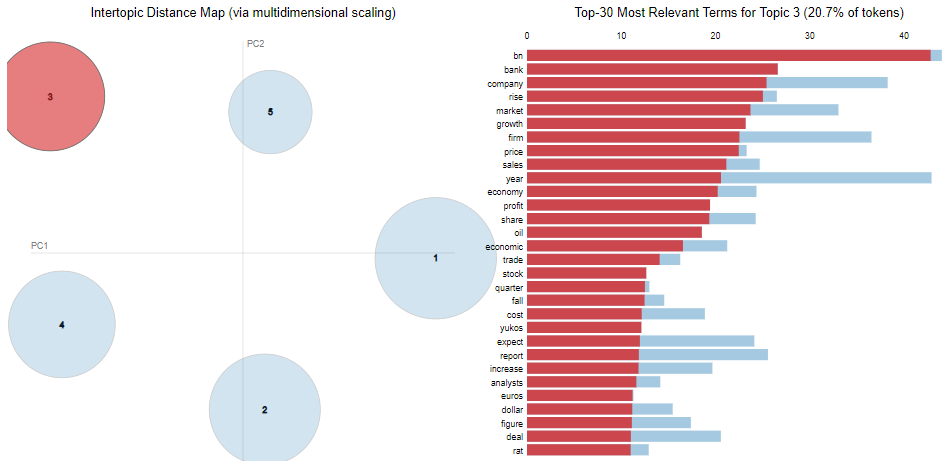 Intertopic Distance Map (via multidimensional scaling)
PC2
3
5
PC1
1
4
2
Top-30 Most Relevant Terms for Topic 3 (20.7% of tokens)
0 10 20 30 40
bn
bank
company
rise
market
growth
firm
price
sales
year
economy
profit
share
oil
economic
trade
stock
quarter
fall
cost
yukos
expect
report
increase
analysts
euros
dollar
figure
deal
rat